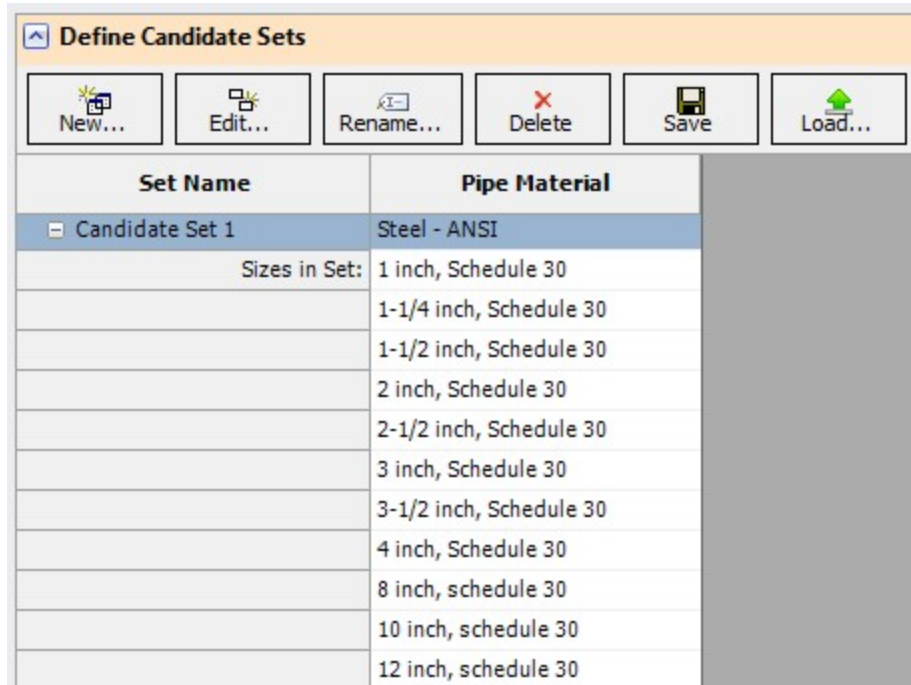 Define Candidate Sets
New... Edit... Rename... Delete Save Load...
Set Name Pipe Material
Candidate Set 1 Steel - ANSI
Sizes in Set: 1 inch, Schedule 30
1-1/4 inch, Schedule 30
1-1/2 inch, Schedule 30
2 inch, Schedule 30
2-1/2 inch, Schedule 30
3 inch, Schedule 30
3-1/2 inch, Schedule 30
4 inch, Schedule 30
8 inch, schedule 30
10 inch, schedule 30
12 inch, schedule 30